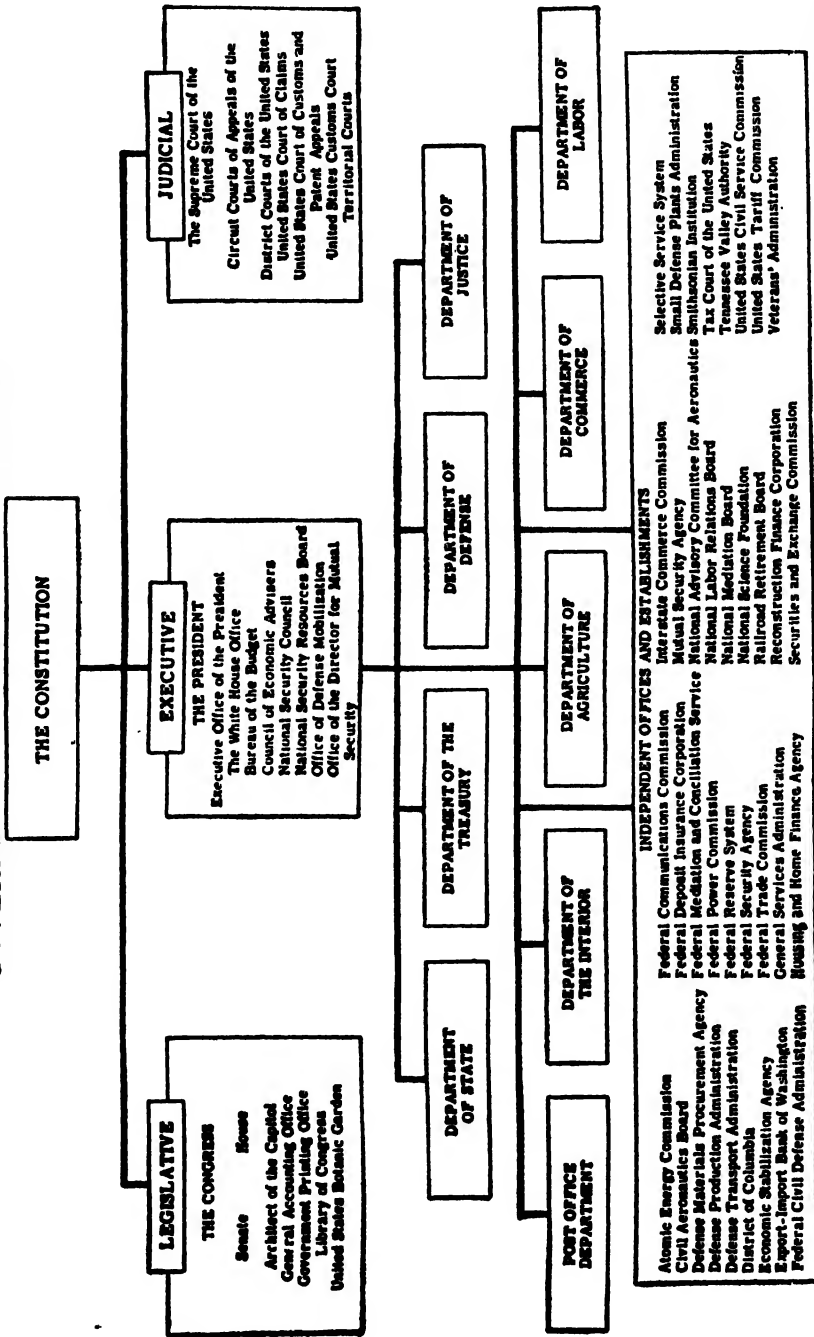 THE CONSTITUTION
LEGISLATIVE
THE CONGRESS
Senate House
Architect of the Capitol
General Accounting Office
Government Printing Office
Library of Congress
United States Botanic Garden
EXECUTIVE
THE PRESIDENT
Executive Office of the President
The White House Office
Bureau of the Budget
Council of Economic Advisers
National Security Council
National Security Resources Board
Office of Defense Mobilization
Office of the Director for Mutual
Security
JUDICIAL
The Supreme Court of the
United States
Circuit Courts of Appeals of the
United States
District Courts of the United States
United States Court of Claims
United States Court of Customs and
Patent Appeals
United States Customs Court
Territorial Courts
DEPARTMENT
OF STATE
DEPARTMENT OF THE
TREASURY
DEPARTMENT OF
DEFENSE
DEPARTMENT OF
JUSTICE
POST OFFICE
DEPARTMENT
DEPARTMENT OF
THE INTERIOR
DEPARTMENT OF
AGRICULTURE
DEPARTMENT OF
COMMERCE
DEPARTMENT OF
LABOR
INDEPENDENT OFFICES AND ESTABLISHMENTS
Atomic Energy Commission
Civil Aeronautics Board
Defense Materials Procurement Agency
Defense Production Administration
Defense Transport Administration
District of Columbia
Economic Stabilization Agency
Export-Import Bank of Washington
Federal Civil Defense Administration
Federal Communications Commission
Federal Deposit Insurance Corporation
Federal Mediation and Conciliation Service
Federal Power Commission
Federal Reserve System
Federal Security Agency
Federal Trade Commission
General Services Administration
Housing and Home Finance Agency
Interstate Commerce Commission
Mutual Security Agency
National Advisory Committee for Aeronautics
National Labor Relations Board
National Mediation Board
National Science Foundation
Railroad Retirement Board
Reconstruction Finance Corporation
Securities and Exchange Commission
Selective Service System
Small Defense Plants Administration
Smithsonian Institution
Tax Court of the United States
Tennessee Valley Authority
United States Civil Service Commission
United States Tariff Commission
Veterans' Administration